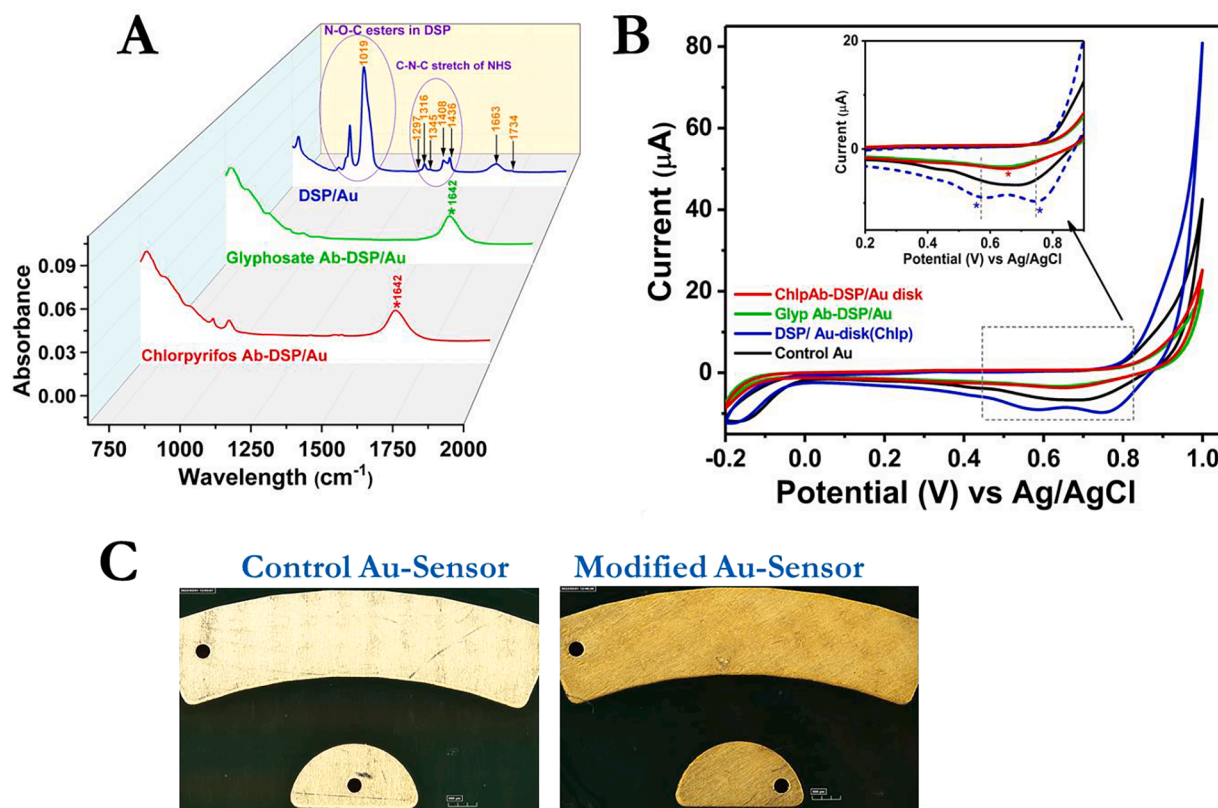 A
N-O-C esters in DSP
1019
C-N-C stretch of NHS
1297
1316
1345
1408
1436
1663
1734
DSP/Au
*1642
Glyphosate Ab-DSP/Au
*1642
Chlorpyrifos Ab-DSP/Au
Absorbance
0.09
0.06
0.03
0.00
750 1000 1250 1500 1750 2000
Wavelength (cm-1)
B
Current (μA)
80
60
40
20
0
-10
20
10
0
-10
-20
Current (μA)
0.2 0.4 0.6 0.8
Potential (V) vs Ag/AgCl
* * *
ChlpAb-DSP/Au disk
Glyp Ab-DSP/Au
DSP/ Au-disk(Chlp)
Control Au
-0.2 0.0 0.2 0.4 0.6 0.8 1.0
Potential (V) vs Ag/AgCl
C
Control Au-Sensor
Modified Au-Sensor